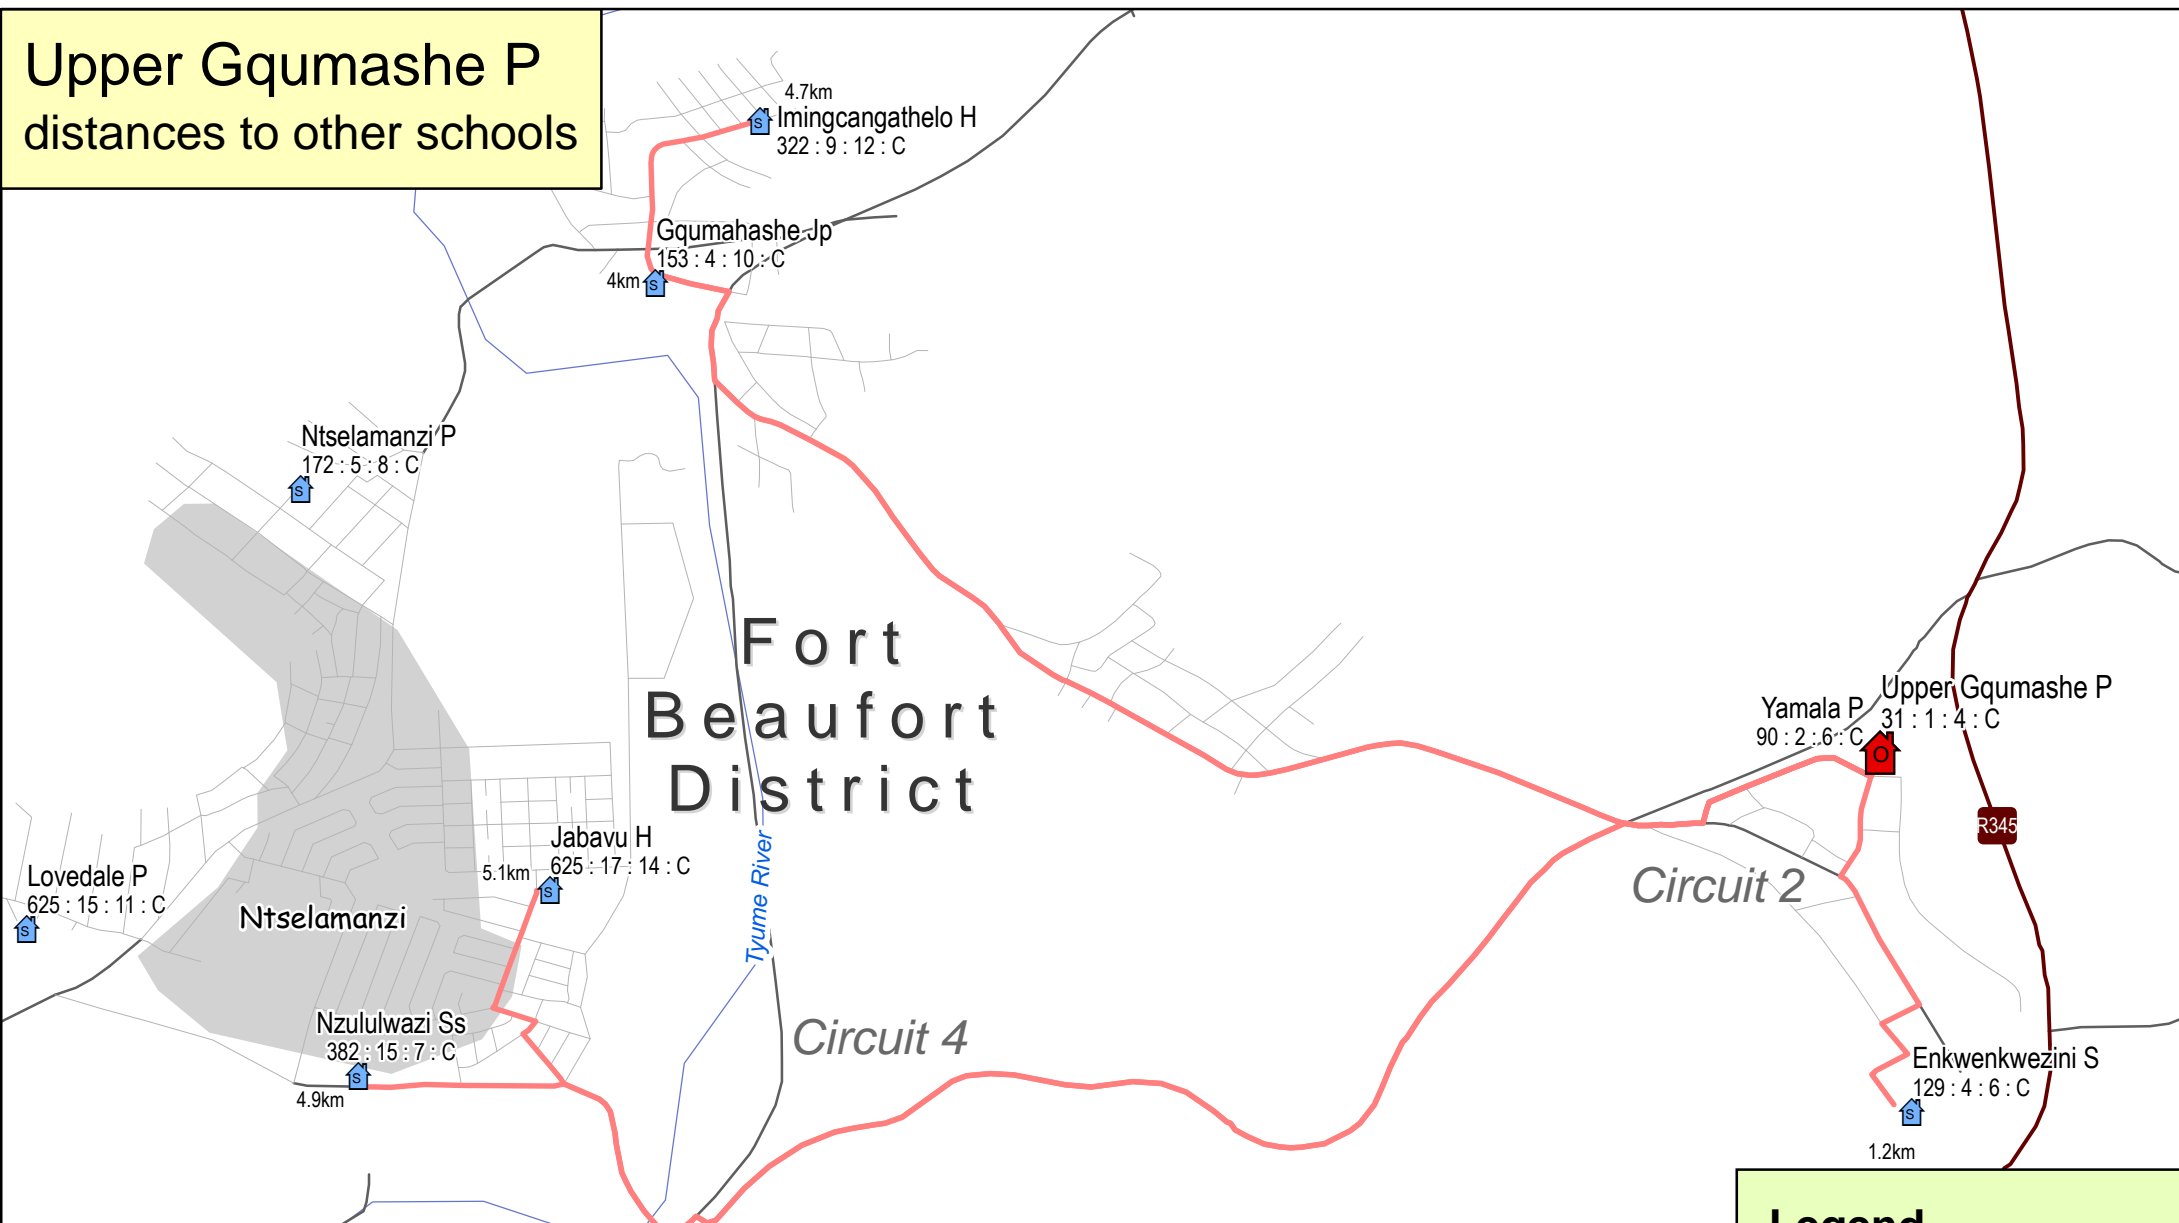 Upper Gqumashe P
distances to other schools
4.7km
Imingcangathelo H
322 : 9 : 12 : C
S
Gqumahashe Jp
153 : 4 : 10 : C
4km
S
Ntselamanzi P
172 : 5 : 8 : C
S
Fort
Beaufort
District
Upper Gqumashe P
31 : 1 : 4 : C
Yamala P
90 : 2 : 6 : C
O
R345
Jabavu H
625 : 17 : 14 : C
5.1km
S
Tyume River
Circuit 2
Lovedale P
625 : 15 : 11 : C
S
Ntselamanzi
Nzululwazi Ss
382 : 15 : 7 : C
S
4.9km
Circuit 4
Enkwenkwezini S
129 : 4 : 6 : C
S
1.2km
Legend